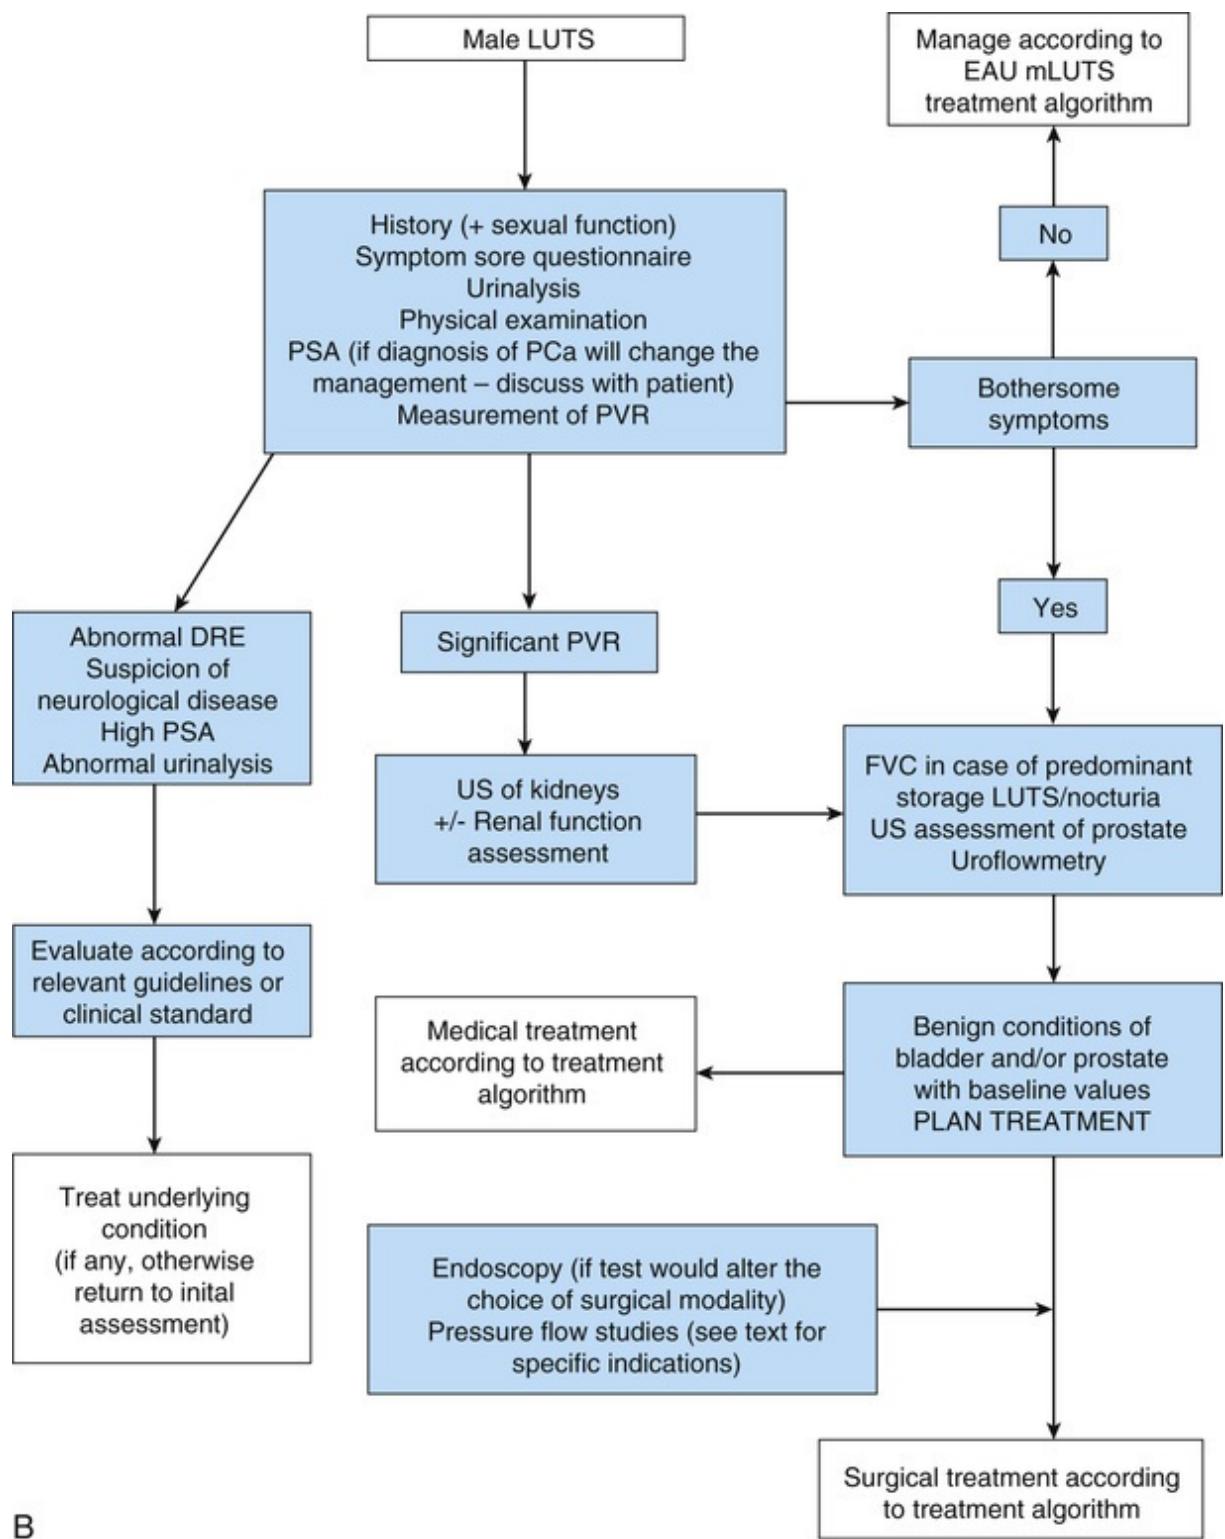 Male LUTS
Manage according to
EAU mLUTS
treatment algorithm
History (+ sexual function)
Symptom sore questionnaire
Urinalysis
Physical examination
PSA (if diagnosis of PCa will change the
management – discuss with patient)
Measurement of PVR
No
Bothersome
symptoms
Yes
Abnormal DRE
Suspicion of
neurological disease
High PSA
Abnormal urinalysis
Significant PVR
US of kidneys
+/- Renal function
assessment
FVC in case of predominant
storage LUTS/nocturia
US assessment of prostate
Uroflowmetry
Evaluate according to
relevant guidelines or
clinical standard
Medical treatment
according to treatment
algorithm
Benign conditions of
bladder and/or prostate
with baseline values
PLAN TREATMENT
Treat underlying
condition
(if any, otherwise
return to inital
assessment)
Endoscopy (if test would alter the
choice of surgical modality)
Pressure flow studies (see text for
specific indications)
Surgical treatment according
to treatment algorithm
B